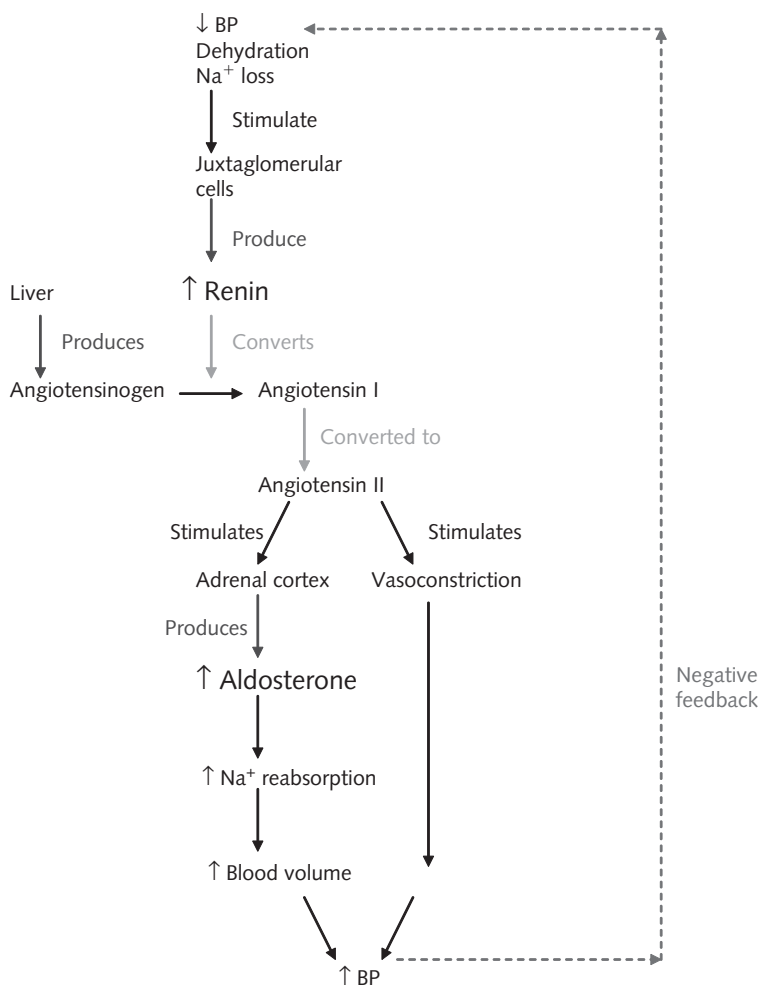 ↓ BP
Dehydration
Na⁺ loss
Stimulate
Juxtaglomerular
cells
Produce
Liver
↑ Renin
Produces
Converts
Angiotensinogen
Angiotensin I
Converted to
Angiotensin II
Stimulates
Stimulates
Adrenal cortex
Vasoconstriction
Produces
↑ Aldosterone
Negative
feedback
↑ Na⁺ reabsorption
↑ Blood volume
↑ BP